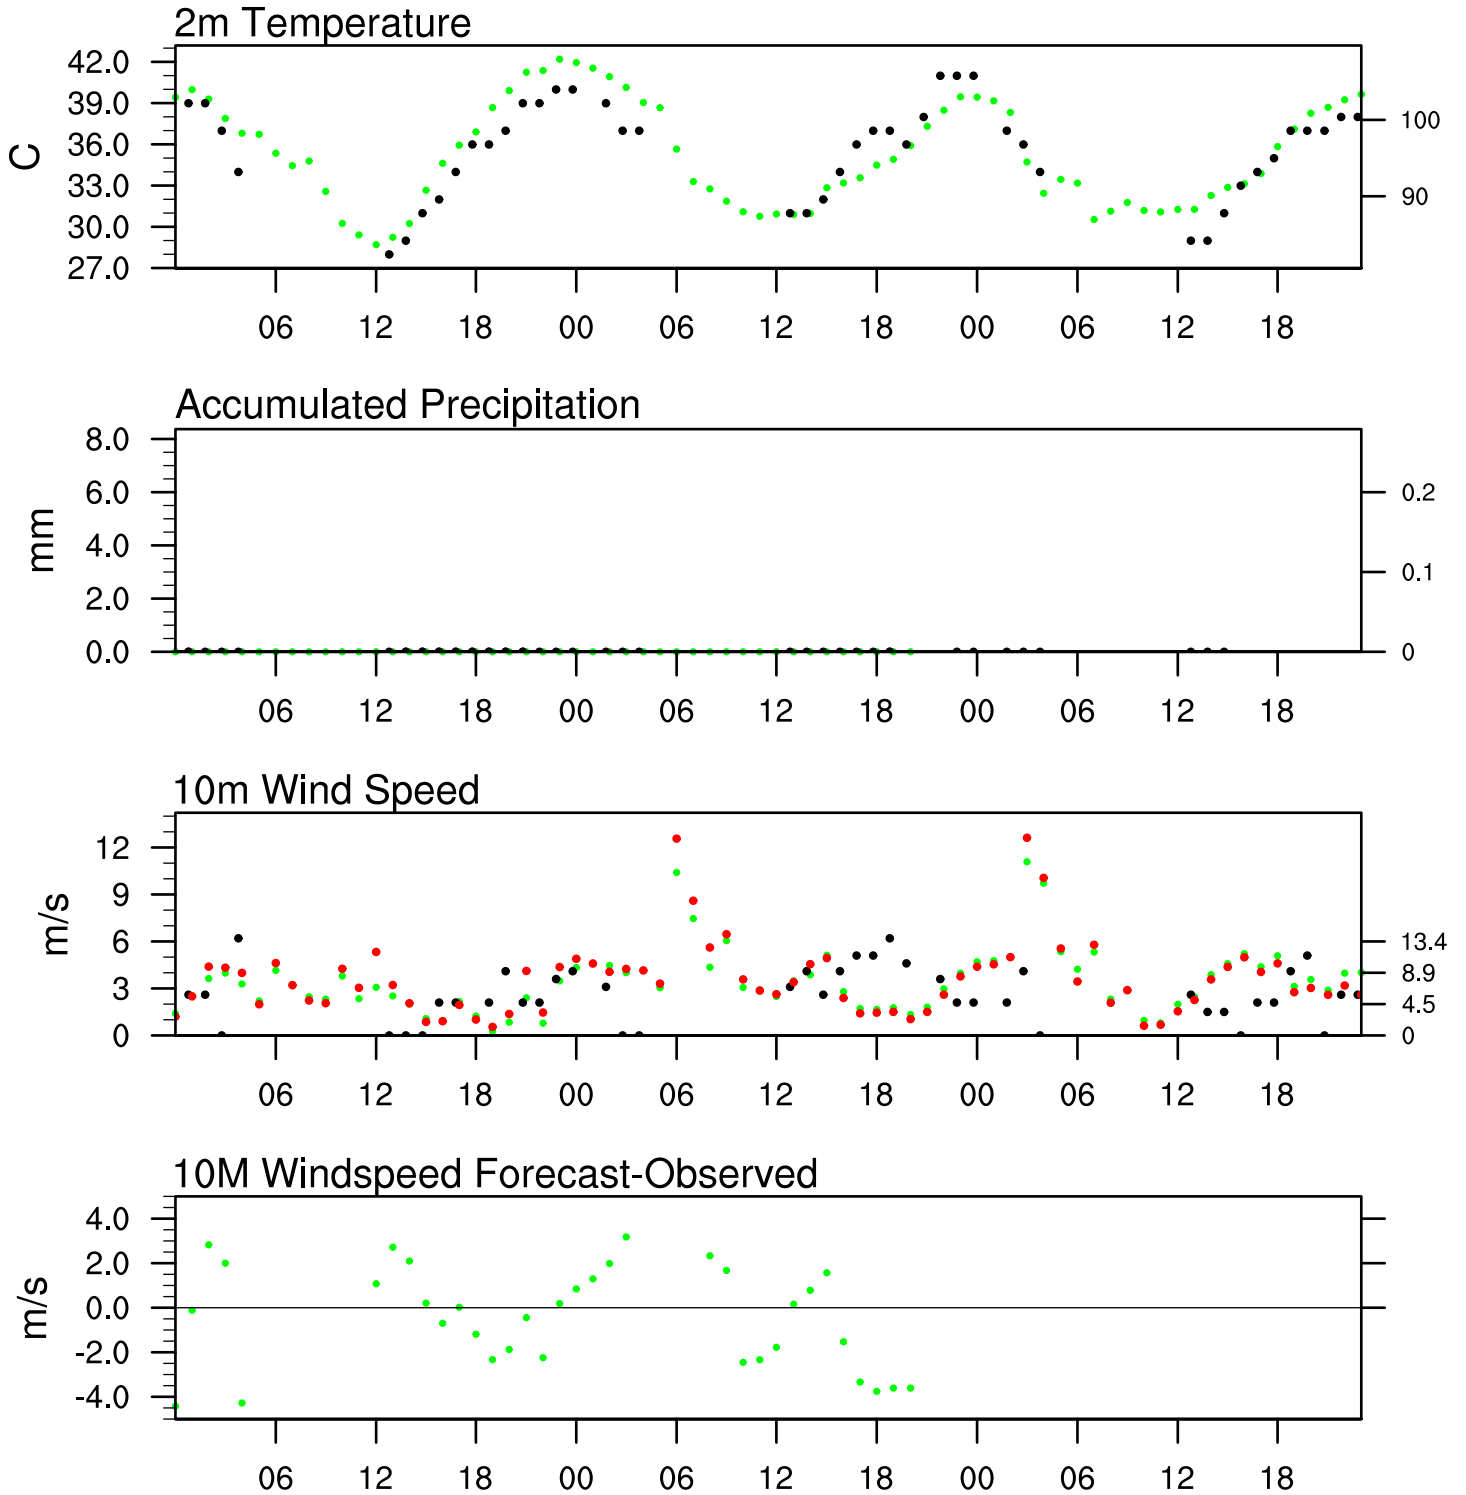 2m Temperature
42.0
39.0
36.0
33.0
30.0
27.0
C
100
90
06 12 18 00 06 12 18 00 06 12 18
Accumulated Precipitation
8.0
6.0
4.0
2.0
0.0
mm
0.2
0.1
0
06 12 18 00 06 12 18 00 06 12 18
10m Wind Speed
12
9
6
3
0
m/s
13.4
8.9
4.5
0
06 12 18 00 06 12 18 00 06 12 18
10M Windspeed Forecast-Observed
4.0
2.0
0.0
-2.0
-4.0
m/s
06 12 18 00 06 12 18 00 06 12 18